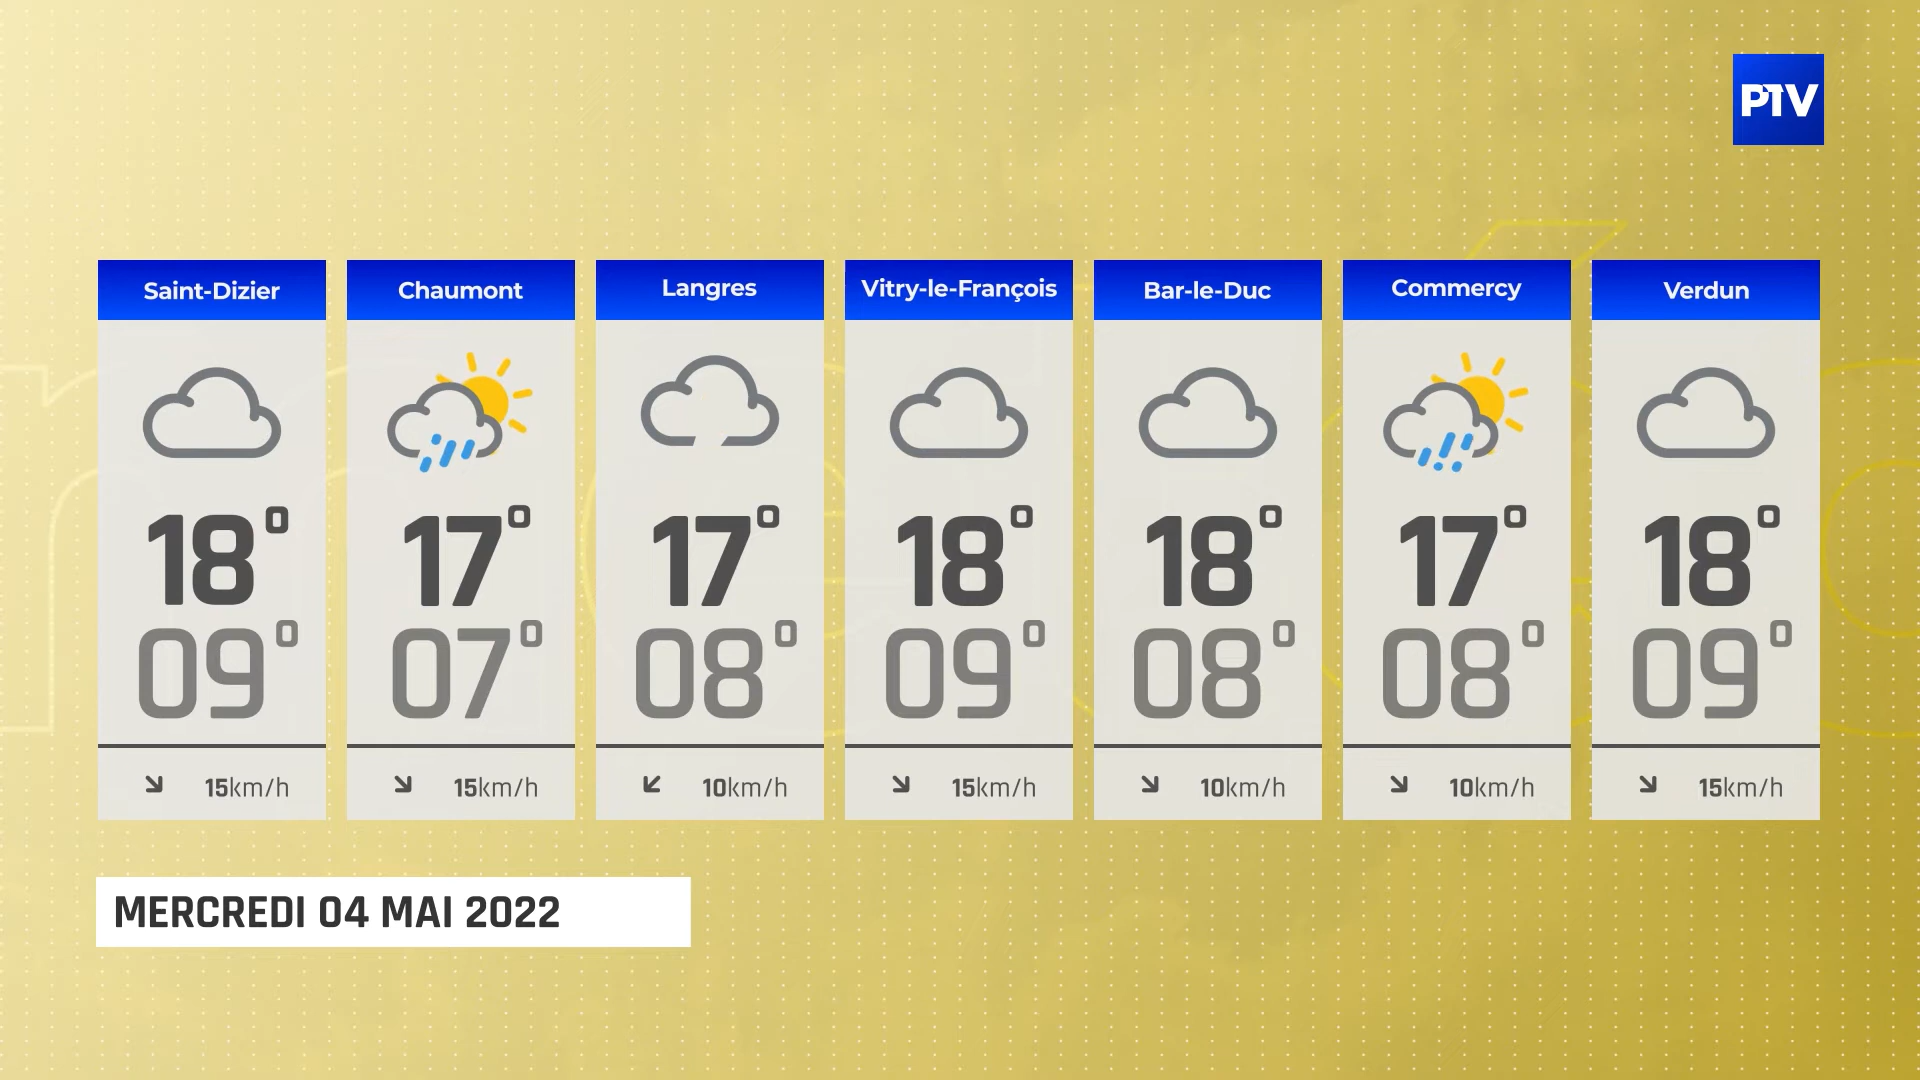 PTV
Saint-Dizier
18°
09°
15km/h
Chaumont
17°
07°
15km/h
Langres
17°
08°
10km/h
Vitry-le-François
18°
09°
15km/h
Bar-le-Duc
18°
08°
10km/h
Commercy
17°
08°
10km/h
Verdun
18°
09°
15km/h
MERCREDI 04 MAI 2022